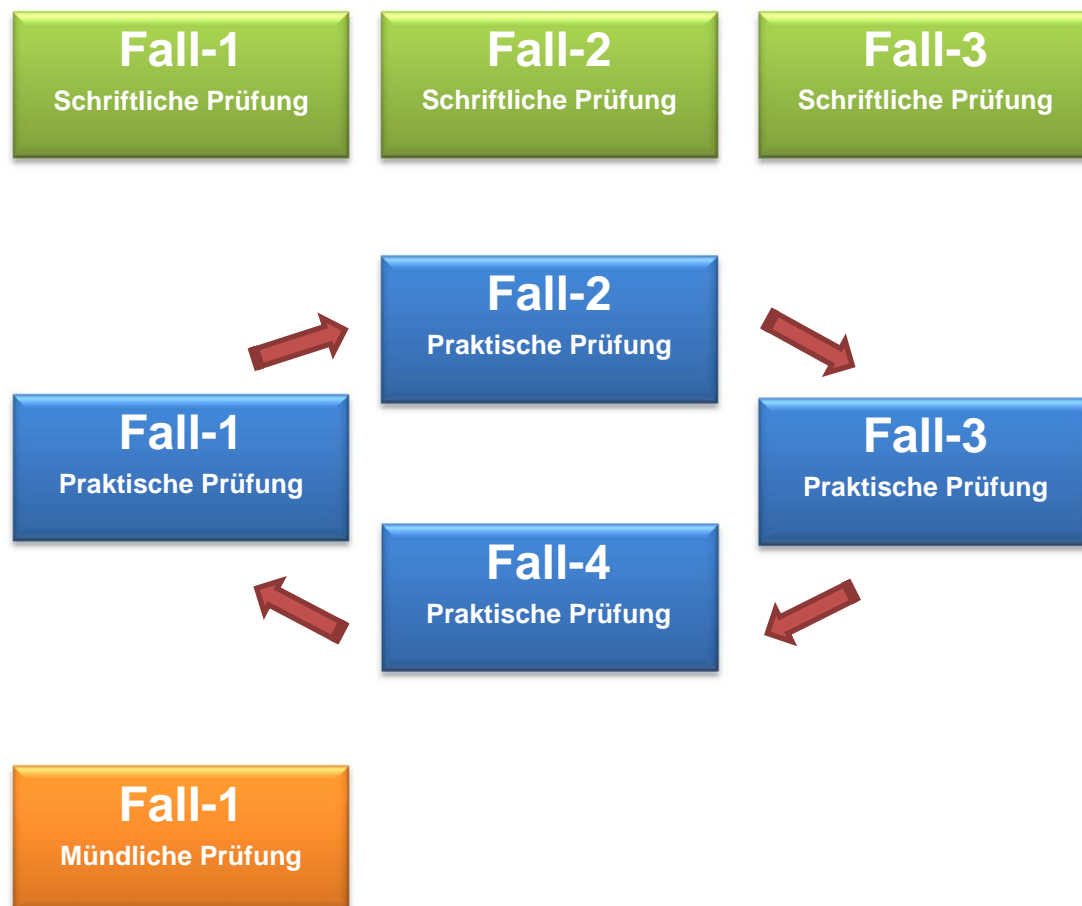 Fall-1
Schriftliche Prüfung
Fall-2
Schriftliche Prüfung
Fall-3
Schriftliche Prüfung
Fall-2
Praktische Prüfung
Fall-1
Praktische Prüfung
Fall-3
Praktische Prüfung
Fall-4
Praktische Prüfung
Fall-1
Mündliche Prüfung